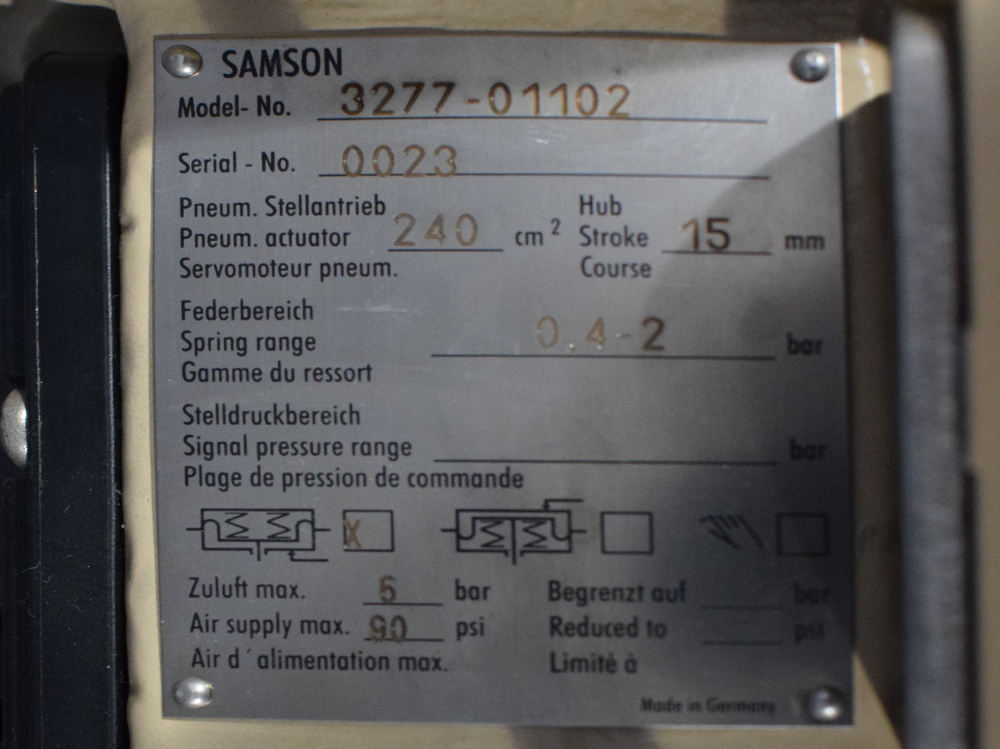 SAMSON
Model- No. 3277-01102
Serial - No. 0023
Pneum. Stellantrieb Hub
Pneum. actuator 240 cm² Stroke 15 mm
Servomoteur pneum. Course
Federbereich
Spring range 0.4-2 bar
Gamme du ressort
Stelldruckbereich
Signal pressure range bar
Plage de pression de commande
X
Zuluft max. 6 bar Begrenzt auf bar
Air supply max. 90 psi Reduced to psi
Air d´alimentation max. Limité à
Made in Germany